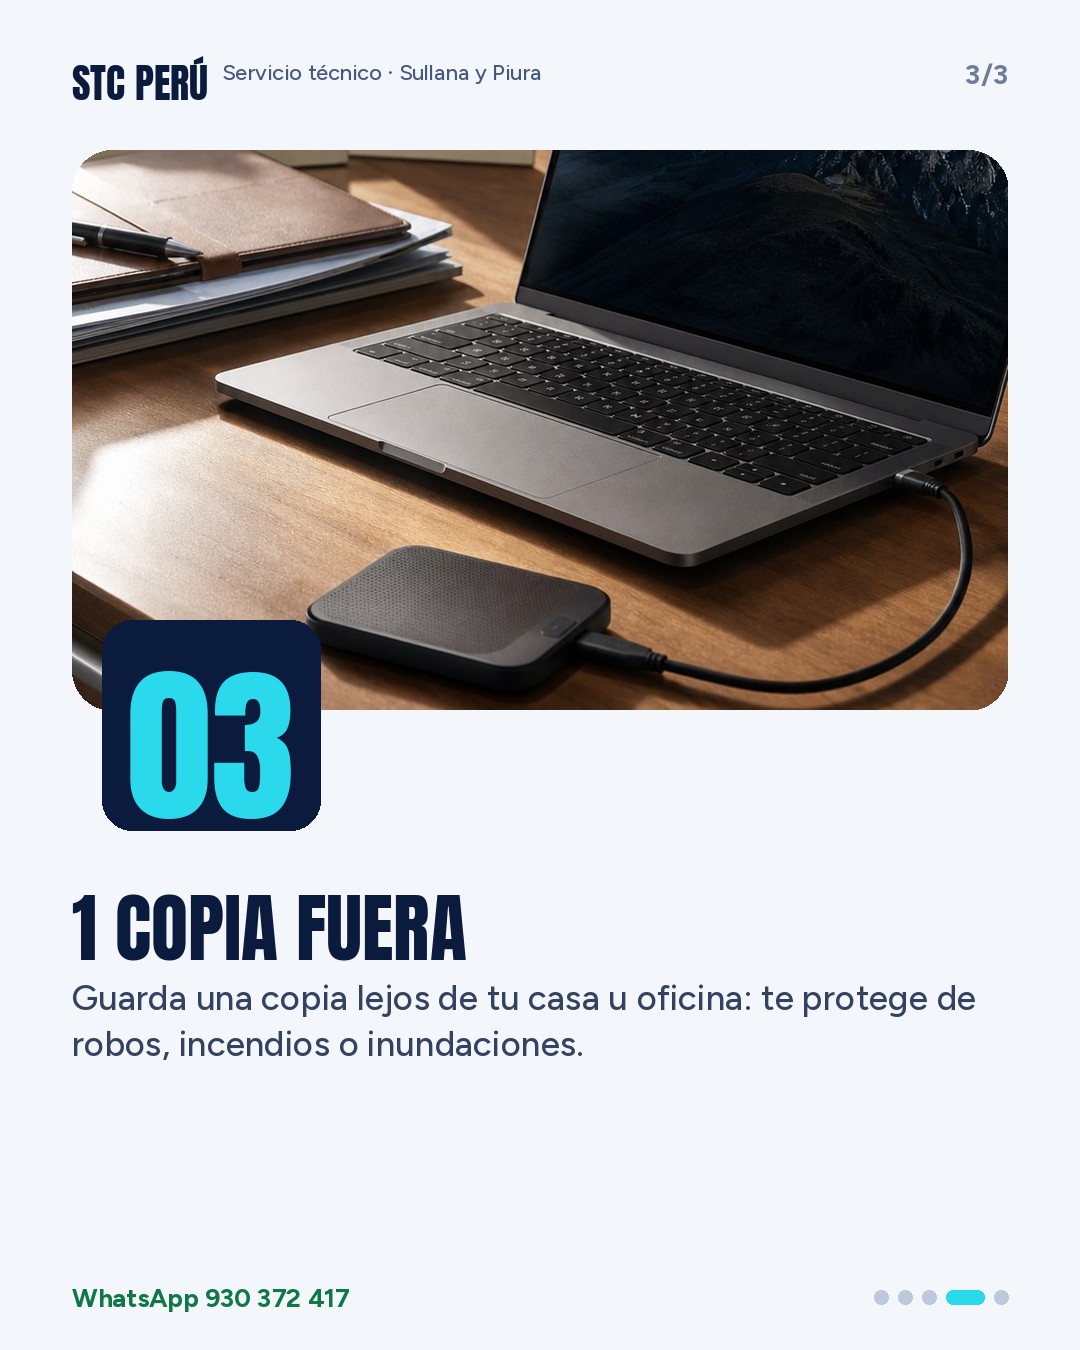 STC PERÚ Servicio técnico · Sullana y Piura
3/3
03
1 COPIA FUERA
Guarda una copia lejos de tu casa u oficina: te protege de
robos, incendios o inundaciones.
WhatsApp 930 372 417